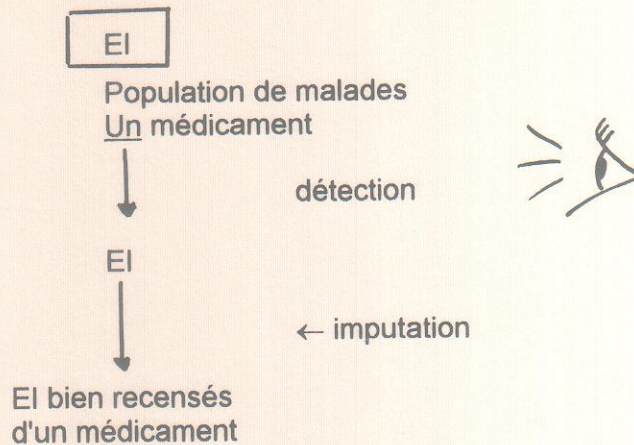 EI
Population de malades
Un médicament
détection
EI
← imputation
EI bien recensés
d'un médicament